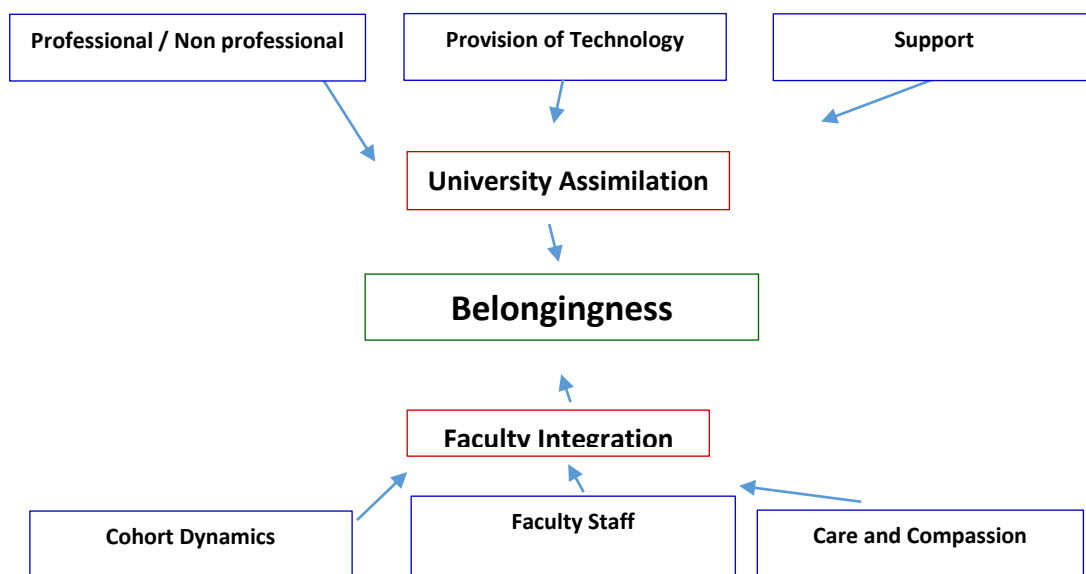 Professional / Non professional
Provision of Technology
Support
University Assimilation
Belongingness
Faculty Integration
Cohort Dynamics
Faculty Staff
Care and Compassion